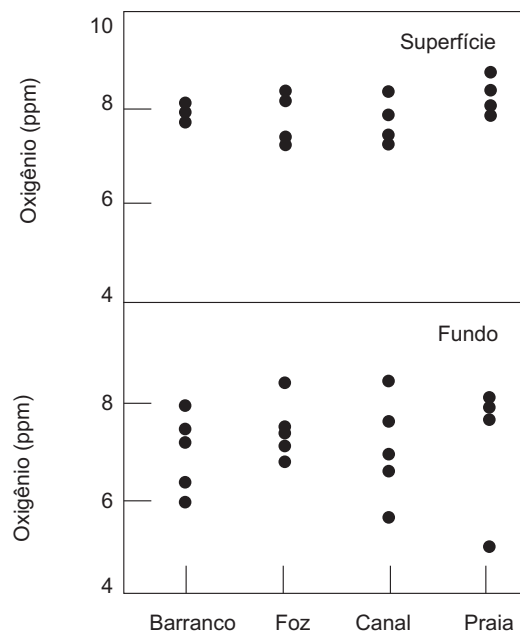 10
Superfície
8
Oxigênio (ppm)
6
4
Fundo
8
Oxigênio (ppm)
6
4
Barranco Foz Canal Praia